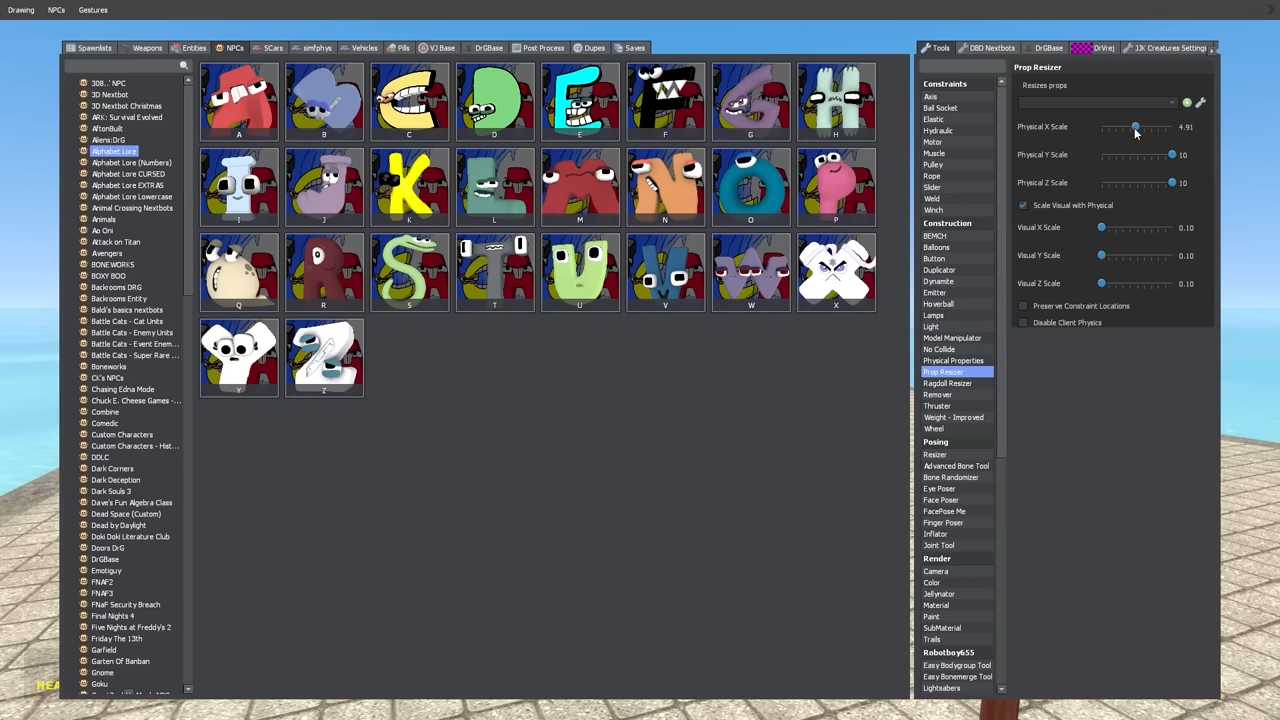 Drawing NPCs Gestures
Spawnlists Weapons Entities NPCs SCars simfphys Vehicles Pills VJ Base DrGBase Post Process Dupes Saves
Tools DBD Nextbots DrGBase DrVrej JJK Creatures Settings
308..' NPC
3D Nextbot
3D Nextbot Christmas
ARK: Survival Evolved
AftonBuilt
Aliens:DrG
Alphabet Lore
Alphabet Lore (Numbers)
Alphabet Lore CURSED
Alphabet Lore EXTRAS
Alphabet Lore Lowercase
Animal Crossing Nextbots
Animals
Ao Oni
Attack on Titan
Avengers
BONEWORKS
BOXY BOO
Backrooms DRG
Backrooms Entity
Baldi's basics nextbots
Battle Cats - Cat Units
Battle Cats - Enemy Units
Battle Cats - Event Enem...
Battle Cats - Super Rare ...
Boneworks
CK's NPCs
Chasing Edna Mode
Chuck E. Cheese Games -...
Combine
Comedic
Custom Characters
Custom Characters - Hist...
DDLC
Dark Corners
Dark Deception
Dark Souls 3
Dave's Fun Algebra Class
Dead Space (Custom)
Dead by Daylight
Doki Doki Literature Club
Doors DrG
DrGBase
Emotiguy
FNAF2
FNAF3
FNaF Security Breach
Final Nights 4
Five Nights at Freddy's 2
Friday The 13th
Garfield
Garten Of Banban
Gnome
Goku
A B C D E F G H
I J K L M N O P
Q R S T U V W X
Y Z
Constraints
Axis
Ball Socket
Elastic
Hydraulic
Motor
Muscle
Pulley
Rope
Slider
Weld
Winch
Construction
BEMCH
Balloons
Button
Duplicator
Dynamite
Emitter
Hoverball
Lamps
Light
Model Manipulator
No Collide
Physical Properties
Prop Resizer
Ragdoll Resizer
Remover
Thruster
Weight - Improved
Wheel
Posing
Resizer
Advanced Bone Tool
Bone Randomizer
Eye Poser
Face Poser
FacePose Me
Finger Poser
Inflator
Joint Tool
Render
Camera
Color
Jellynator
Material
Paint
SubMaterial
Trails
Robotboy655
Easy Bodygroup Tool
Easy Bonemerge Tool
Lightsabers
Prop Resizer
Resizes props
Physical X Scale 4.91
Physical Y Scale 10
Physical Z Scale 10
Scale Visual with Physical
Visual X Scale 0.10
Visual Y Scale 0.10
Visual Z Scale 0.10
Preserve Constraint Locations
Disable Client Physics